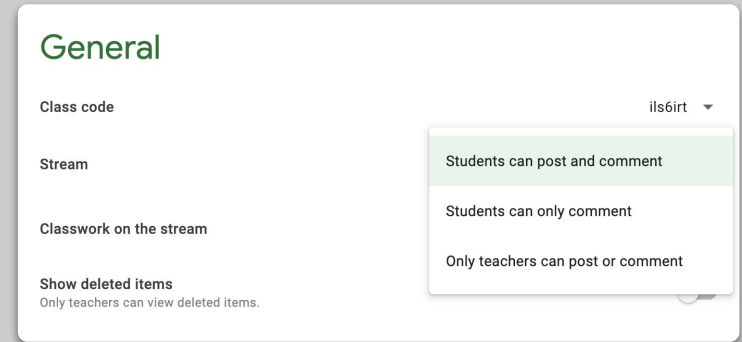 General
Class code
ils6irt
Stream
Students can post and comment
Students can only comment
Classwork on the stream
Only teachers can post or comment
Show deleted items
Only teachers can view deleted items.